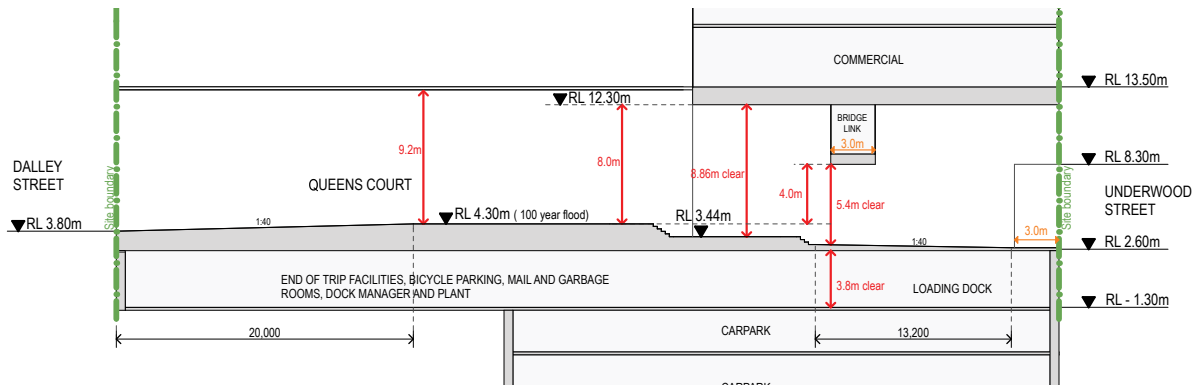 COMMERCIAL
RL 13.50m
RL 12.30m
BRIDGE
LINK
3.0m
9.2m
8.0m
8.86m clear
4.0m
5.4m clear
RL 8.30m
DALLEY
STREET
Site boundary
QUEENS COURT
Site boundary
UNDERWOOD
STREET
RL 3.80m
1:40
RL 4.30m ( 100 year flood)
RL 3.44m
1:40
3.0m
RL 2.60m
END OF TRIP FACILITIES, BICYCLE PARKING, MAIL AND GARBAGE
ROOMS, DOCK MANAGER AND PLANT
3.8m clear
LOADING DOCK
RL - 1.30m
20,000
CARPARK
13,200
CARPARK